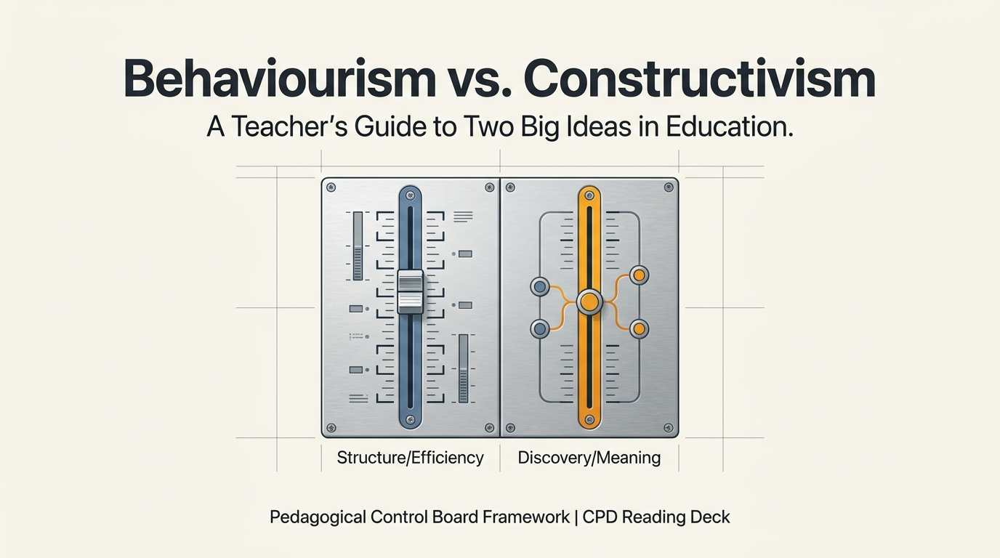 Behaviourism vs. Constructivism
A Teacher’s Guide to Two Big Ideas in Education.
Structure/Efficiency
Discovery/Meaning
Pedagogical Control Board Framework | CPD Reading Deck